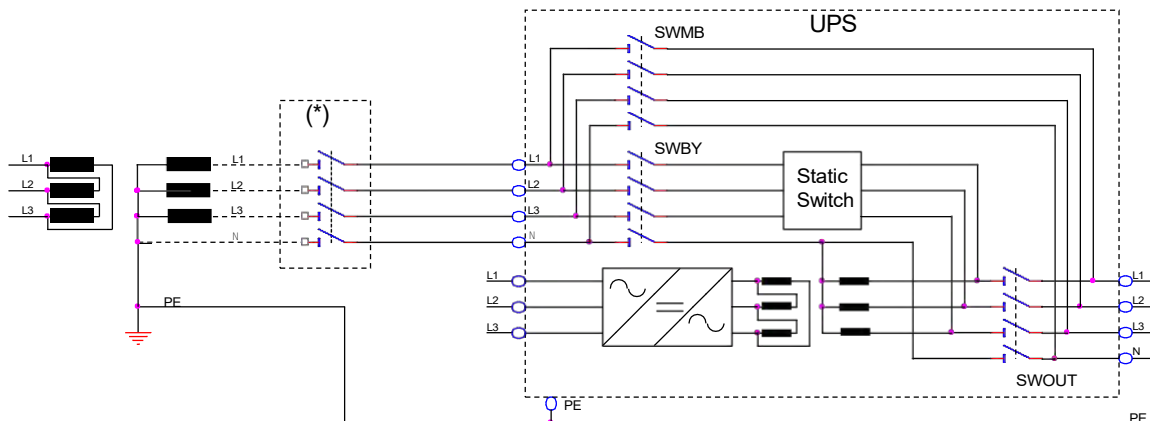 UPS
SWMB
(*)
L1
L1
L1
SWBY
L2
L2
L2
Static
Switch
L3
L3
L3
N
N
L1
L1
L2
L2
PE
L3
L3
N
SWOUT
PE
PE